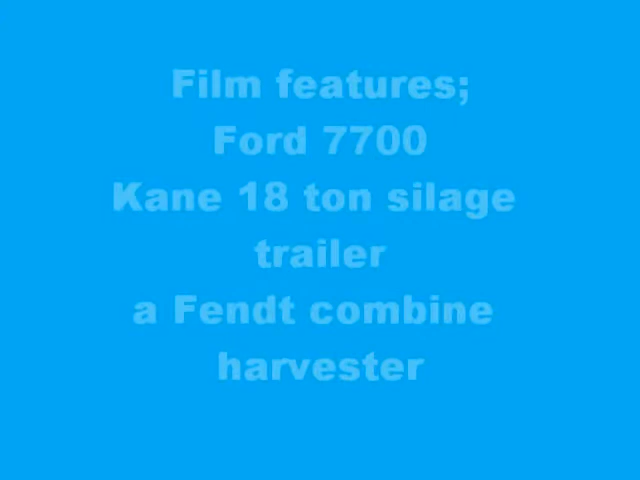 Film features;
Ford 7700
Kane 18 ton silage
trailer
a Fendt combine
harvester